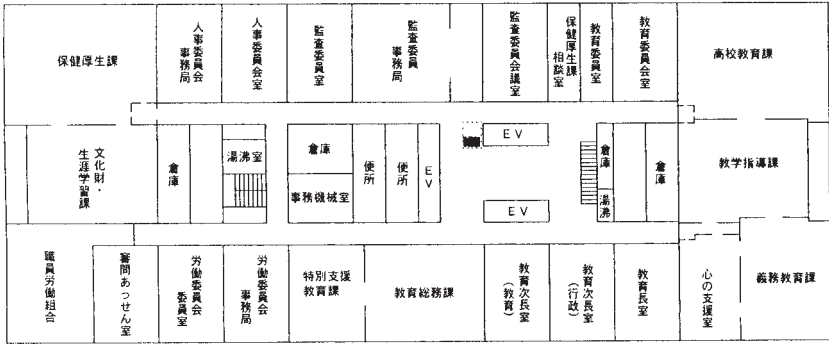 保健厚生課
人事委員会
事務局
人事委員会室
監査委員室
監査委員
事務局
監査委員会議室
保健厚生課
相談室
教育委員室
教育委員会室
高校教育課
文化財・
生涯学習課
倉庫
湯沸室
倉庫
事務機械室
便所
便所
EV
EV
EV
倉庫
湯沸
倉庫
教学指導課
職員労働組合
審問あっせん室
労働委員会
委員室
労働委員会
事務局
特別支援
教育課
教育総務課
教育次長室
(教育)
教育次長室
(行政)
教育長室
心の支援室
義務教育課